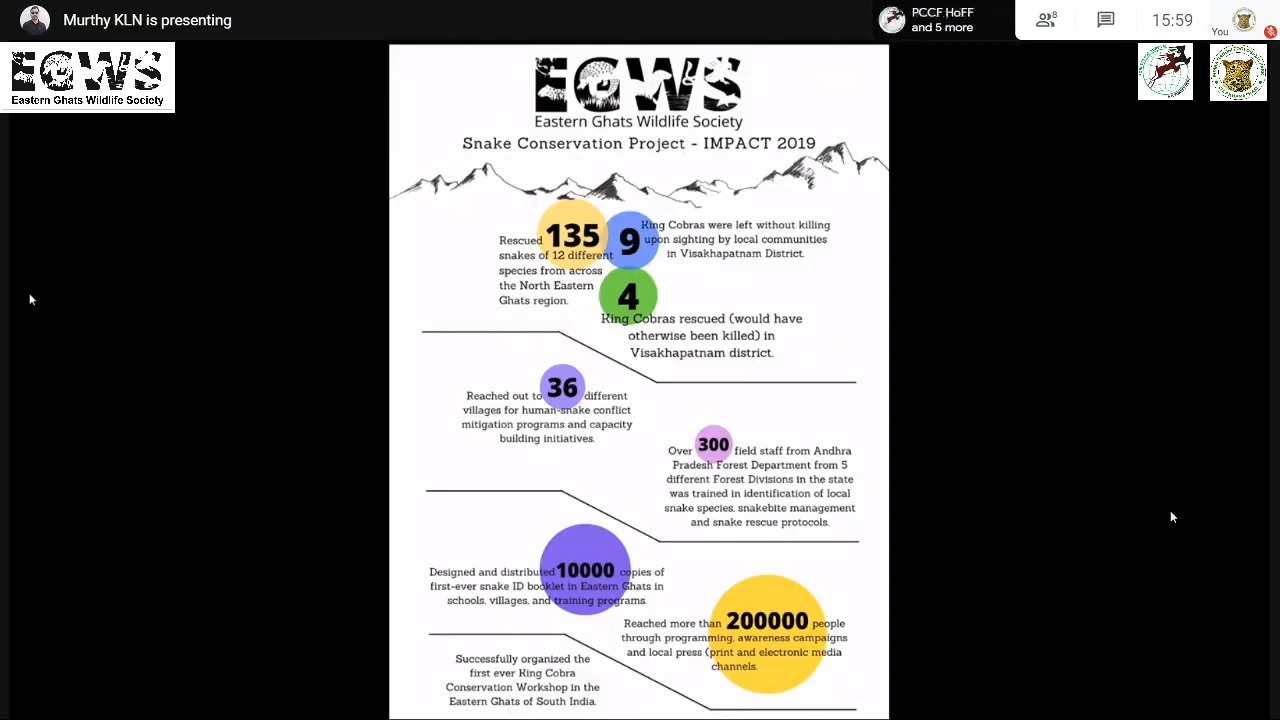 Murthy KLN is presenting
PCCF HoFF
and 5 more
8
15:59
You
EGWS
Eastern Ghats Wildlife Society
EGWS
Eastern Ghats Wildlife Society
Snake Conservation Project - IMPACT 2019
Rescued 135
snakes of 12 different
species from across
the North Eastern
Ghats region.
9 King Cobras were left without killing
upon sighting by local communities
in Visakhapatnam District.
4
King Cobras rescued (would have
otherwise been killed) in
Visakhapatnam district.
Reached out to 36 different
villages for human-snake conflict
mitigation programs and capacity
building initiatives.
Over 300 field staff from Andhra
Pradesh Forest Department from 5
different Forest Divisions in the state
was trained in identification of local
snake species, snakebite management
and snake rescue protocols.
Designed and distributed 10000 copies of
first-ever snake ID booklet in Eastern Ghats in
schools, villages, and training programs.
Reached more than 200000 people
through programming, awareness campaigns
and local press (print and electronic media
channels.
Successfully organized the
first ever King Cobra
Conservation Workshop in the
Eastern Ghats of South India.